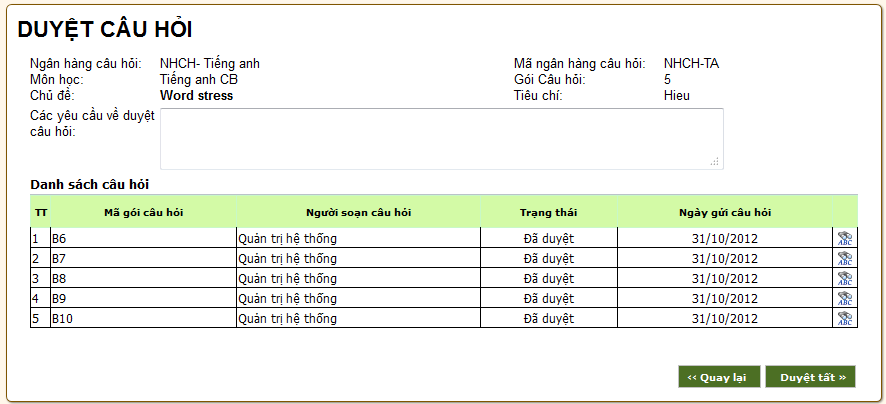 DUYỆT CÂU HỎI
Ngân hàng câu hỏi: NHCH- Tiếng anh Mã ngân hàng câu hỏi: NHCH-TA
Môn học: Tiếng anh CB Gói Câu hỏi: 5
Chủ đề: Word stress Tiêu chí: Hieu
Các yêu cầu về duyệt
câu hỏi:
Danh sách câu hỏi
TT Mã gói câu hỏi Người soạn câu hỏi Trạng thái Ngày gửi câu hỏi
1 B6 Quản trị hệ thống Đã duyệt 31/10/2012 ABC
2 B7 Quản trị hệ thống Đã duyệt 31/10/2012 ABC
3 B8 Quản trị hệ thống Đã duyệt 31/10/2012 ABC
4 B9 Quản trị hệ thống Đã duyệt 31/10/2012 ABC
5 B10 Quản trị hệ thống Đã duyệt 31/10/2012 ABC
‹‹ Quay lại Duyệt tất »